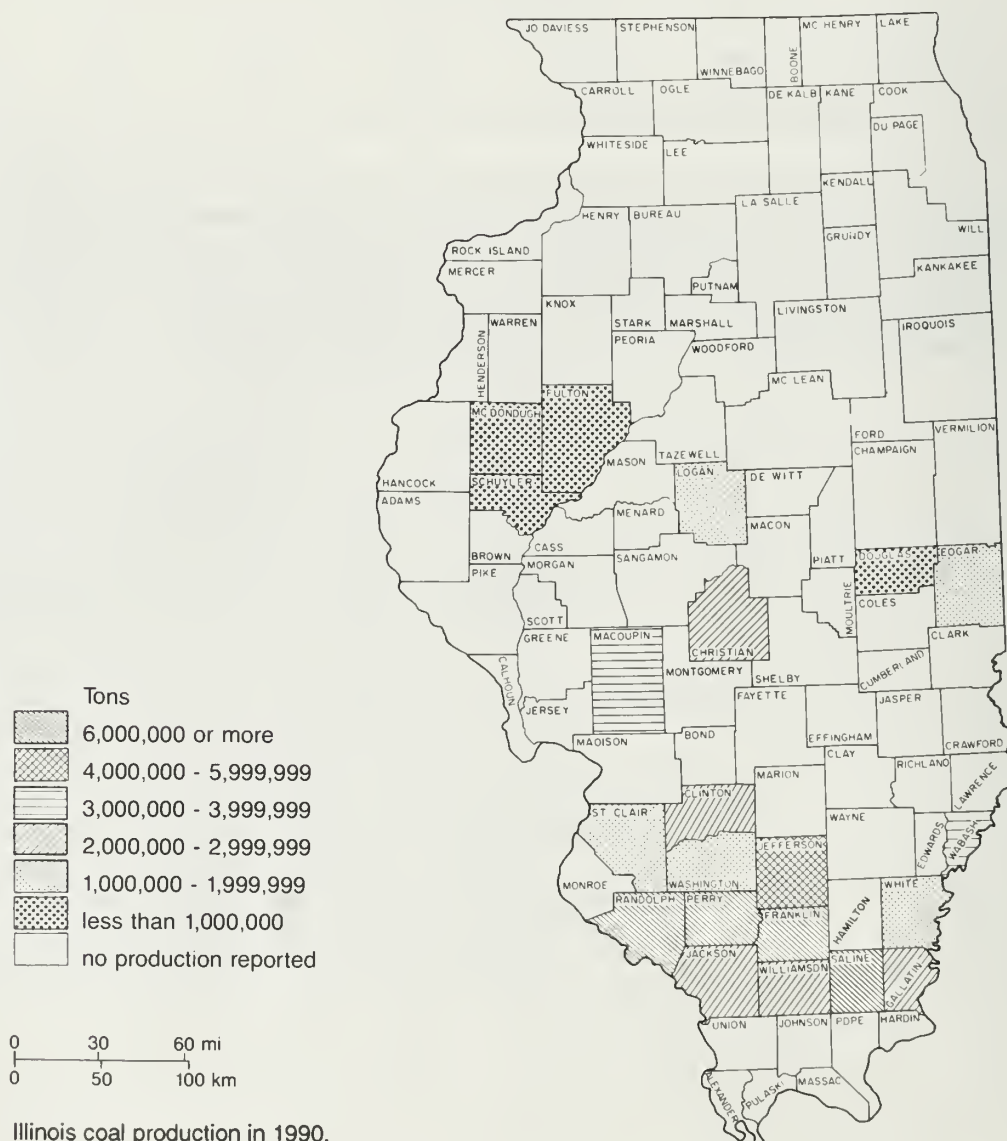 JO DAVIESS
STEPHENSON
WINNEBAGO
BOONE
MC HENRY
LAKE
CARROLL
OGLE
DE KALB
KANE
COOK
DU PAGE
WHITESIDE
LEE
KENDALL
LA SALLE
HENRY
BUREAU
GRUNDY
WILL
ROCK ISLAND
MERCER
PUTNAM
KANKAKEE
KNOX
WARREN
HENDERSON
STARK
MARSHALL
LIVINGSTON
IROQUOIS
PEORIA
WOODFORD
MC LEAN
FULTON
MC DONOUGH
FORD
VERMILION
HANCOCK
ADAMS
SCHUYLER
MASON
TAZEWELL
LOGAN
DE WITT
CHAMPAIGN
MENARD
MACON
BROWN
CASS
PIKE
MORGAN
SANGAMON
PIATT
DOUGLAS
EDGAR
MOULTRIE
COLES
SCOTT
GREENE
MACOUPIN
CHRISTIAN
CLARK
CALHOUN
MONTGOMERY
SHELBY
CUMBERLAND
JERSEY
FAYETTE
JASPER
MADISON
BOND
EFFINGHAM
CLAY
CRAWFORD
RICHLAND
LAWRENCE
MARION
CLINTON
ST CLAIR
WAYNE
EDWARDS
WABASH
JEFFERSON
MONROE
WASHINGTON
WHITE
RANDOLPH
PERRY
FRANKLIN
HAMILTON
JACKSON
WILLIAMSON
SALINE
GALLATIN
UNION
JOHNSON
POPE
HARDIN
ALEXANDER
PULASKI
MASSAC
Tons
6,000,000 or more
4,000,000 - 5,999,999
3,000,000 - 3,999,999
2,000,000 - 2,999,999
1,000,000 - 1,999,999
less than 1,000,000
no production reported
0 30 60 mi
0 50 100 km
Illinois coal production in 1990.